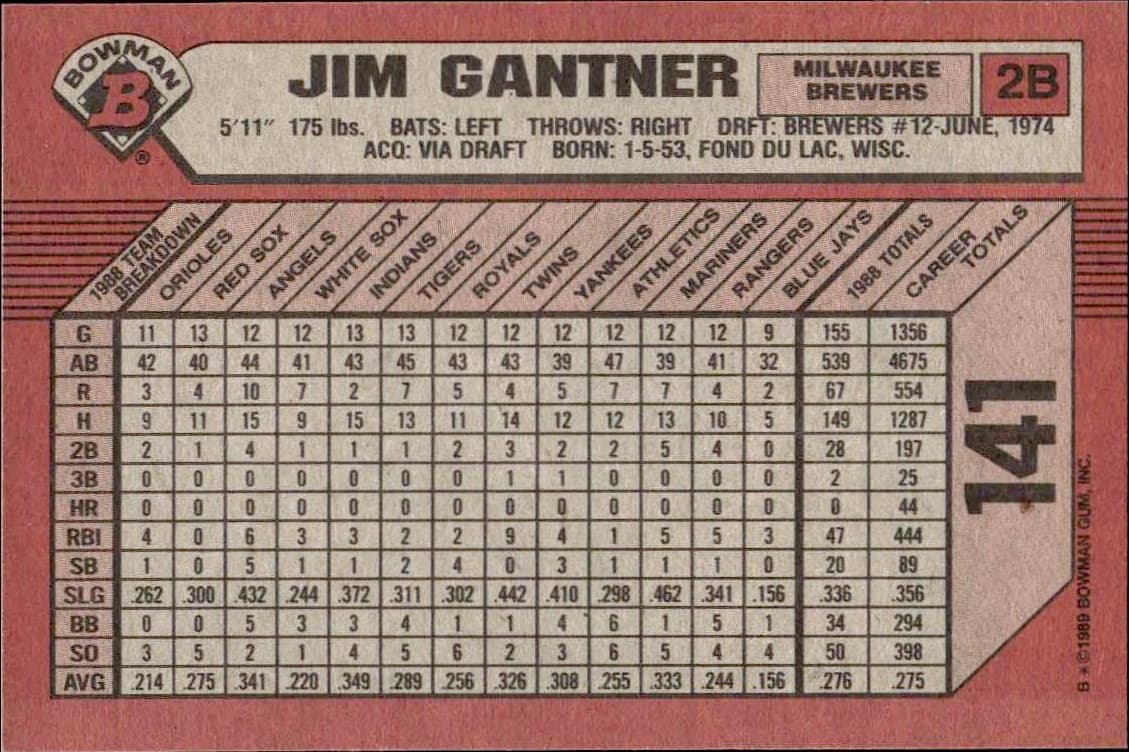 BOWMAN
B
®
JIM GANTNER
MILWAUKEE
BREWERS
2B
5'11" 175 lbs. BATS: LEFT THROWS: RIGHT DRFT: BREWERS #12-JUNE, 1974
ACQ: VIA DRAFT BORN: 1-5-53, FOND DU LAC, WISC.
1988 TEAM BREAKDOWN ORIOLES RED SOX ANGELS WHITE SOX INDIANS TIGERS ROYALS TWINS YANKEES ATHLETICS MARINERS RANGERS BLUE JAYS 1988 TOTALS CAREER TOTALS
G 11 13 12 12 13 13 12 12 12 12 12 12 9 155 1356
AB 42 40 44 41 43 45 43 43 39 47 39 41 32 539 4675
R 3 4 10 7 2 7 5 4 5 7 7 4 2 67 554
H 9 11 15 9 15 13 11 14 12 12 13 10 5 149 1287
2B 2 1 4 1 1 1 2 3 2 2 5 4 0 28 197
3B 0 0 0 0 0 0 0 1 1 0 0 0 0 2 25
HR 0 0 0 0 0 0 0 0 0 0 0 0 0 0 44
RBI 4 0 6 3 3 2 2 9 4 1 5 5 3 47 444
SB 1 0 5 1 1 2 4 0 3 1 1 1 0 20 89
SLG .262 .300 .432 .244 .372 .311 .302 .442 .410 .298 .462 .341 .156 .336 .356
BB 0 0 5 3 3 4 1 1 4 6 1 5 1 34 294
SO 3 5 2 1 4 5 6 2 3 6 5 4 4 50 398
AVG .214 .275 .341 .220 .349 .289 .256 .326 .308 .255 .333 .244 .156 .276 .275
141
B*©1989 BOWMAN GUM, INC.